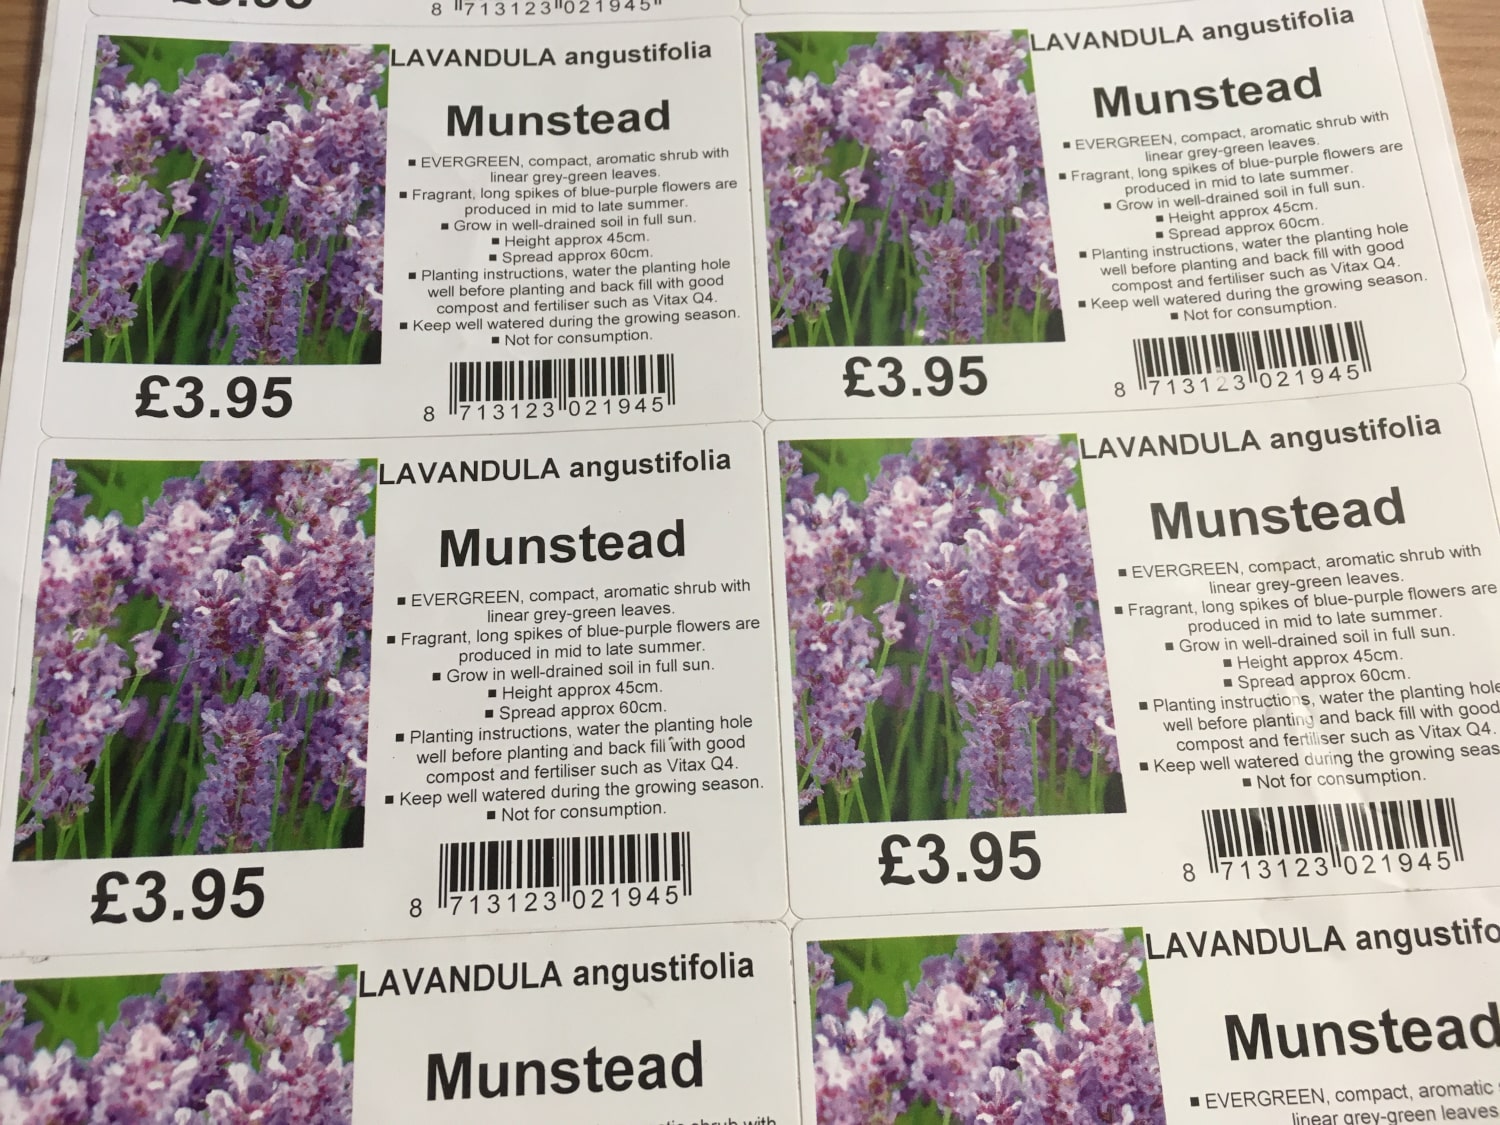 £3.95
8 713123 021945
LAVANDULA angustifolia
Munstead
▪ EVERGREEN, compact, aromatic shrub with
linear grey-green leaves.
▪ Fragrant, long spikes of blue-purple flowers are
produced in mid to late summer.
▪ Grow in well-drained soil in full sun.
▪ Height approx 45cm.
▪ Spread approx 60cm.
▪ Planting instructions, water the planting hole
well before planting and back fill with good
compost and fertiliser such as Vitax Q4.
▪ Keep well watered during the growing season.
▪ Not for consumption.
£3.95
8 713123 021945
LAVANDULA angustifolia
Munstead
▪ EVERGREEN, compact, aromatic shrub with
linear grey-green leaves.
▪ Fragrant, long spikes of blue-purple flowers are
produced in mid to late summer.
▪ Grow in well-drained soil in full sun.
▪ Height approx 45cm.
▪ Spread approx 60cm.
▪ Planting instructions, water the planting hole
well before planting and back fill with good
compost and fertiliser such as Vitax Q4.
▪ Keep well watered during the growing season.
▪ Not for consumption.
£3.95
8 713123 021945
LAVANDULA angustifolia
Munstead
▪ EVERGREEN, compact, aromatic shrub with
linear grey-green leaves.
▪ Fragrant, long spikes of blue-purple flowers are
produced in mid to late summer.
▪ Grow in well-drained soil in full sun.
▪ Height approx 45cm.
▪ Spread approx 60cm.
▪ Planting instructions, water the planting hole
well before planting and back fill with good
compost and fertiliser such as Vitax Q4.
▪ Keep well watered during the growing season.
▪ Not for consumption.
£3.95
8 713123 021945
LAVANDULA angustifolia
Munstead
▪ EVERGREEN, compact, aromatic shrub with
linear grey-green leaves.
▪ Fragrant, long spikes of blue-purple flowers are
produced in mid to late summer.
▪ Grow in well-drained soil in full sun.
▪ Height approx 45cm.
▪ Spread approx 60cm.
▪ Planting instructions, water the planting hole
well before planting and back fill with good
compost and fertiliser such as Vitax Q4.
▪ Keep well watered during the growing seas
▪ Not for consumption.
£3.95
8 713123 021945
LAVANDULA angustifolia
Munstead
shrub with
LAVANDULA angustifo
Munstead
▪ EVERGREEN, compact, aromatic
linear grey-green leaves